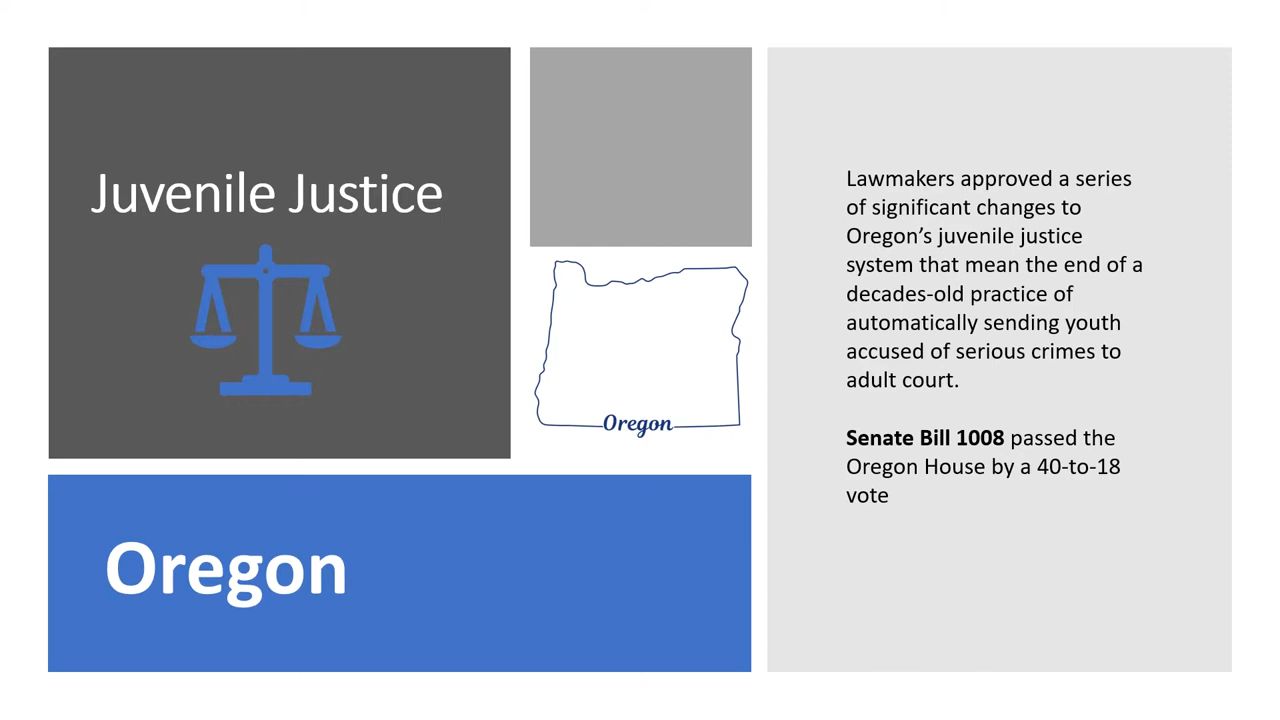 Juvenile Justice
Oregon
Oregon
Lawmakers approved a series
of significant changes to
Oregon’s juvenile justice
system that mean the end of a
decades-old practice of
automatically sending youth
accused of serious crimes to
adult court.
Senate Bill 1008 passed the
Oregon House by a 40-to-18
vote